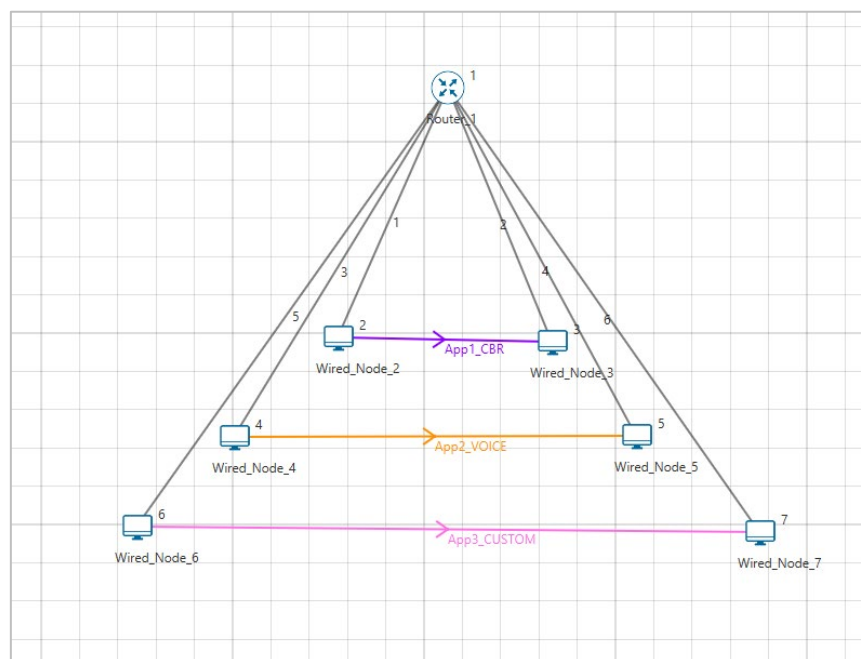 1
Router_1
1
2
3
4
5
6
2
App1_CBR
3
Wired_Node_2
Wired_Node_3
4
App2_VOICE
5
Wired_Node_4
Wired_Node_5
6
App3_CUSTOM
7
Wired_Node_6
Wired_Node_7